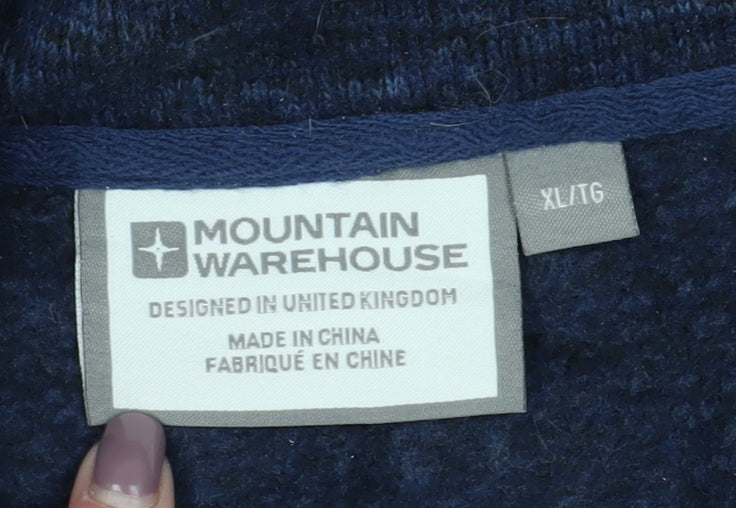 MOUNTAIN
WAREHOUSE
DESIGNED IN UNITED KINGDOM
MADE IN CHINA
FABRIQUÉ EN CHINE
XL/TG